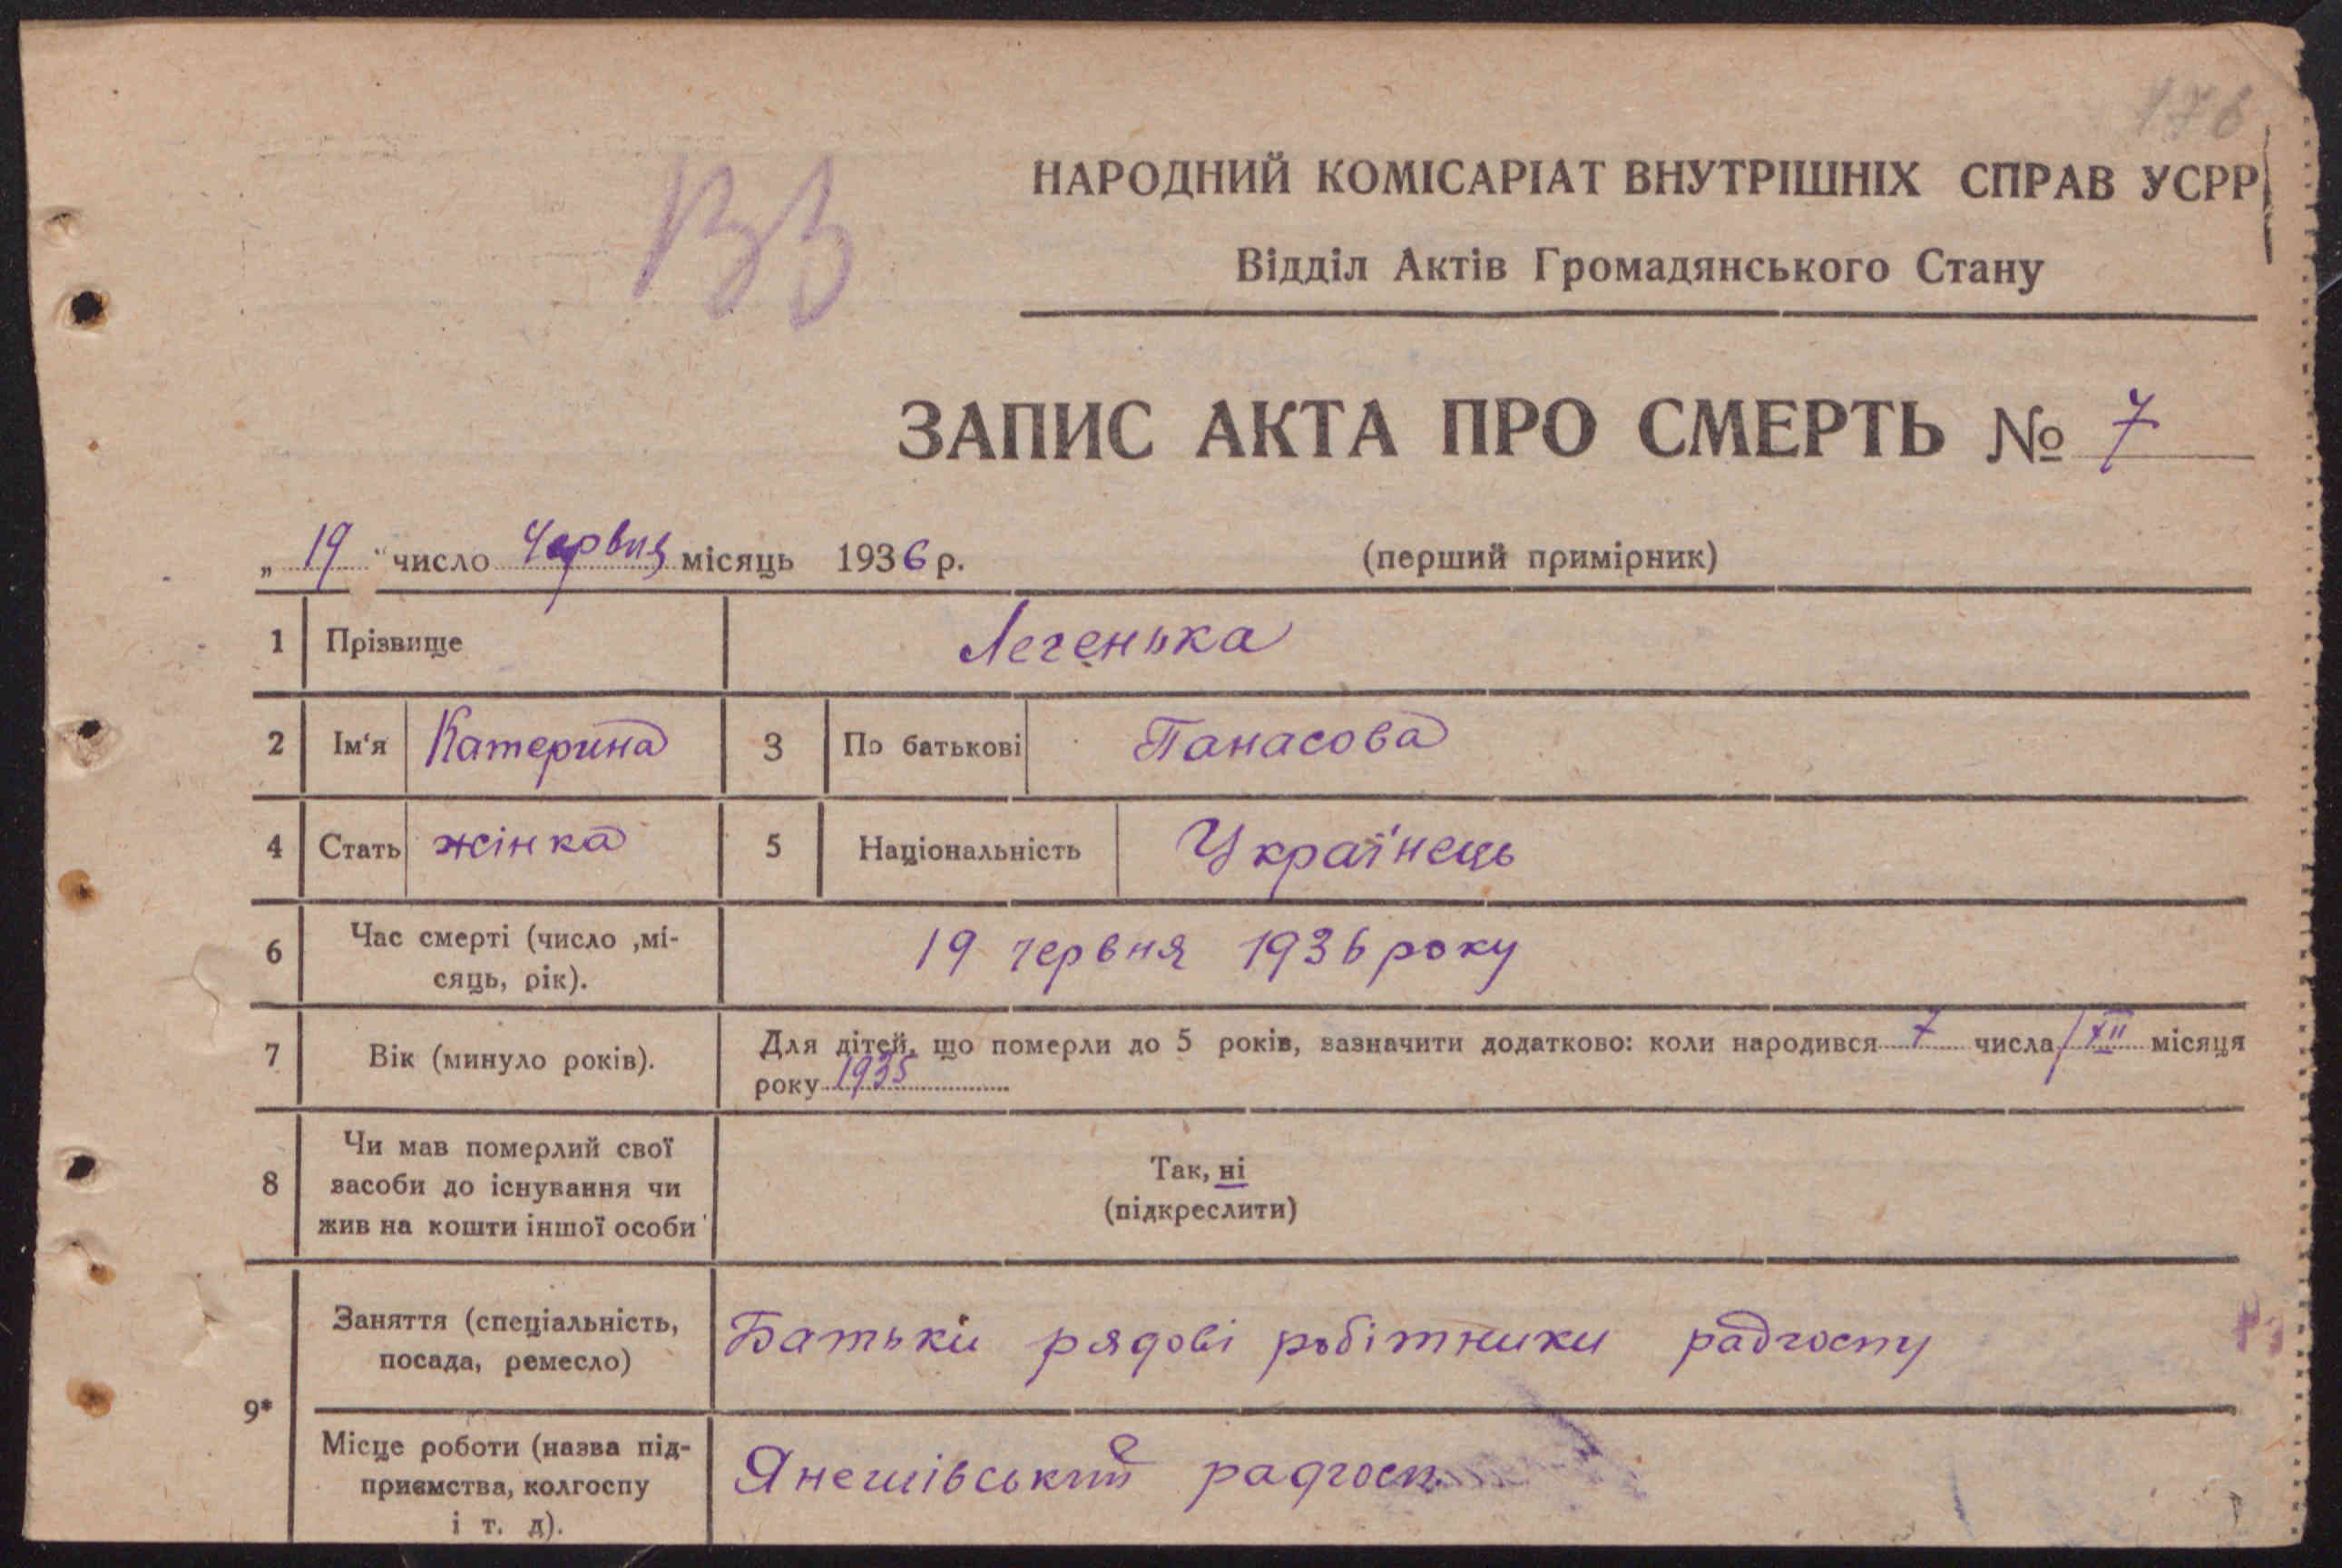 178
НАРОДНИЙ КОМІСАРІАТ ВНУТРІШНІХ СПРАВ УСРР
Відділ Актів Громадянського Стану
ЗАПИС АКТА ПРО СМЕРТЬ № 7
„ 19 “ число Червня місяць 1936 р. (перший примірник)
1 Прізвище Легенька
2 Ім‘я Катерина 3 По батькові Панасова
4 Стать жінка 5 Національність Українець
6 Час смерті (число ,мі-
сяць, рік). 19 червня 1936 року
7 Вік (минуло років). Для дітей, що померли до 5 років, зазначити додатково: коли народився 7 числа XII місяця
року 1935
8 Чи мав померлий свої
засоби до існування чи
жив на кошти іншої особи
Так, ні
(підкреслити)
9* Заняття (спеціальність,
посада, ремесло) Батьки рядові робітники радгоспу
Місце роботи (назва під-
приємства, колгоспу
і т. д). Янешівський радгосп.